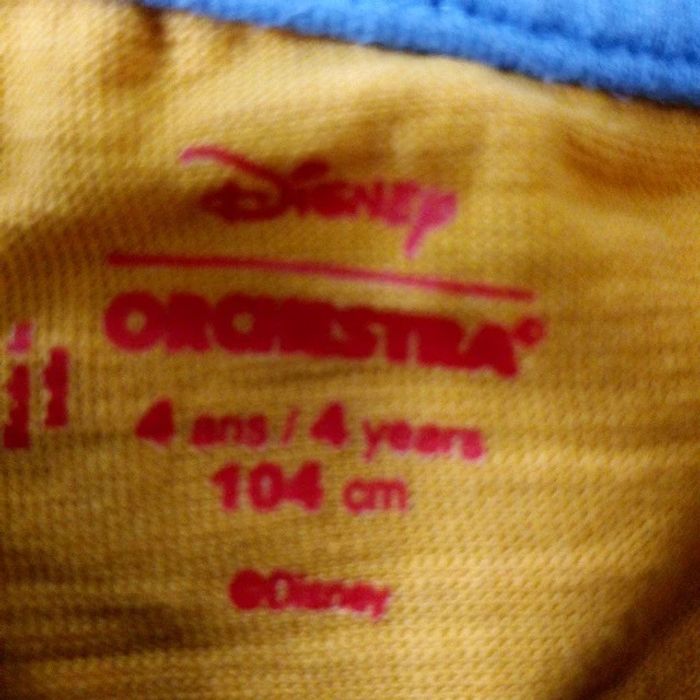 Disney
ORCHESTRA®
4 ans / 4 years
104 cm
©Disney